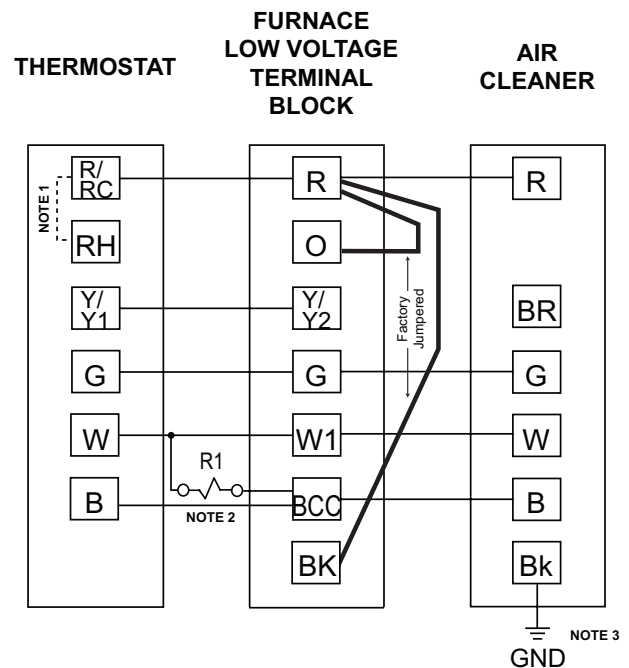 THERMOSTAT
FURNACE
LOW VOLTAGE
TERMINAL
BLOCK
AIR
CLEANER
R/
RC
RH
Y/
Y1
G
W
B
NOTE 1
R1
NOTE 2
R
O
Y/
Y2
G
W1
BCC
BK
Factory
Jumpered
R
BR
G
W
B
Bk
NOTE 3
GND